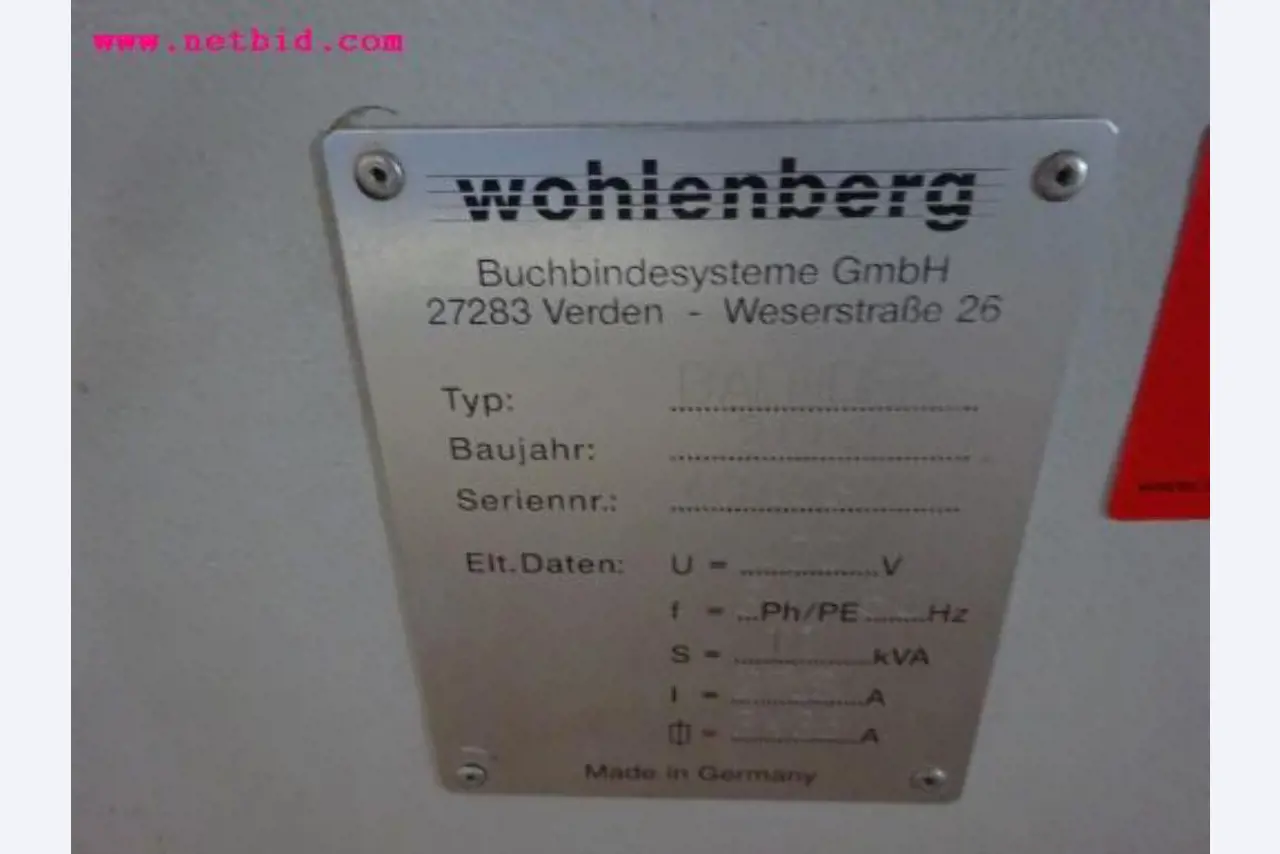 www.netbid.com
wohlenberg
Buchbindesysteme GmbH
27283 Verden - Weserstraße 26
Typ:
Baujahr:
Seriennr.:
Elt.Daten: U = ....................V
f = ...Ph/PE.........Hz
S = ....................kVA
I = ....................A
= ....................A
Made in Germany